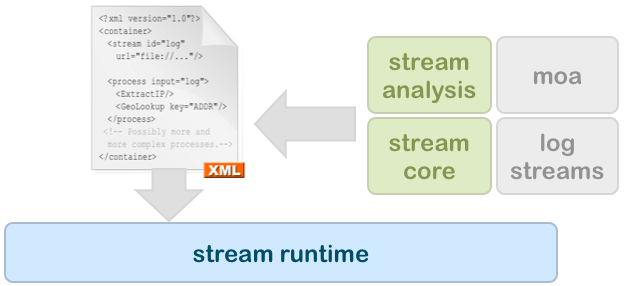 <?xml version="1.0"?>
<container>
<stream id="log"
url="file://..."/>
<process input="log">
<ExtractIP/>
<GeoLookup key="ADDR"/>
</process>
<!-- Possibly more and
more complex processes.-->
</container>
XML
stream
analysis
moa
stream
core
log
streams
stream runtime